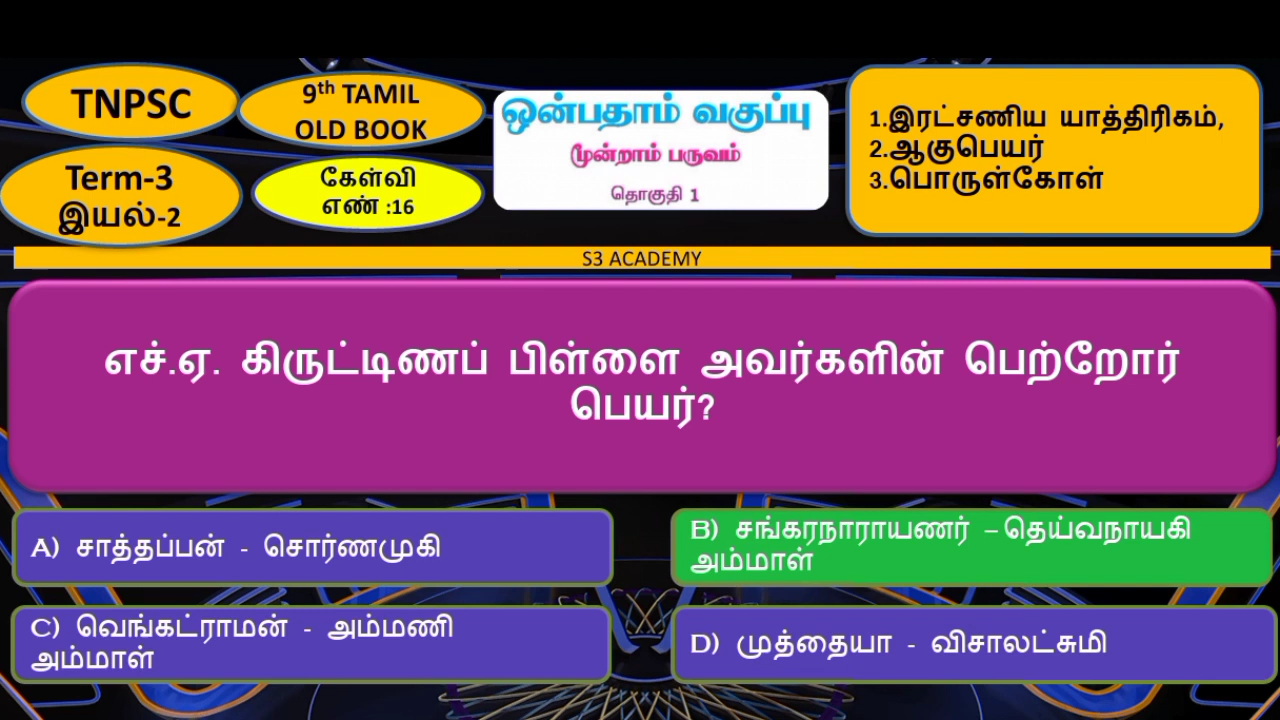 TNPSC
9th TAMIL
OLD BOOK
Term-3
இயல்-2
கேள்வி
எண் :16
ஒன்பதாம் வகுப்பு
மூன்றாம் பருவம்
தொகுதி 1
1.இரட்சணிய யாத்திரிகம்,
2.ஆகுபெயர்
3.பொருள்கோள்
S3 ACADEMY
எச்.ஏ. கிருட்டிணப் பிள்ளை அவர்களின் பெற்றோர்
பெயர்?
A) சாத்தப்பன் - சொர்ணமுகி
B) சங்கரநாராயணர் –தெய்வநாயகி
அம்மாள்
C) வெங்கட்ராமன் - அம்மணி
அம்மாள்
D) முத்தையா - விசாலட்சுமி